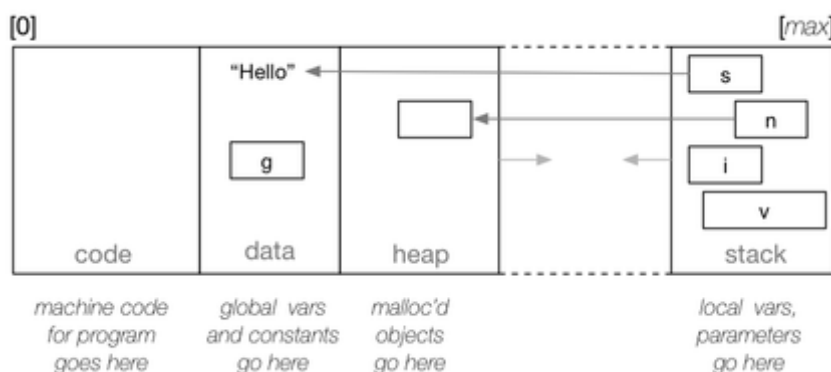 [0] [max]
“Hello” s
n
g i
v
code data heap stack
machine code global vars malloc'd local vars,
for program and constants objects parameters
goes here go here go here go here